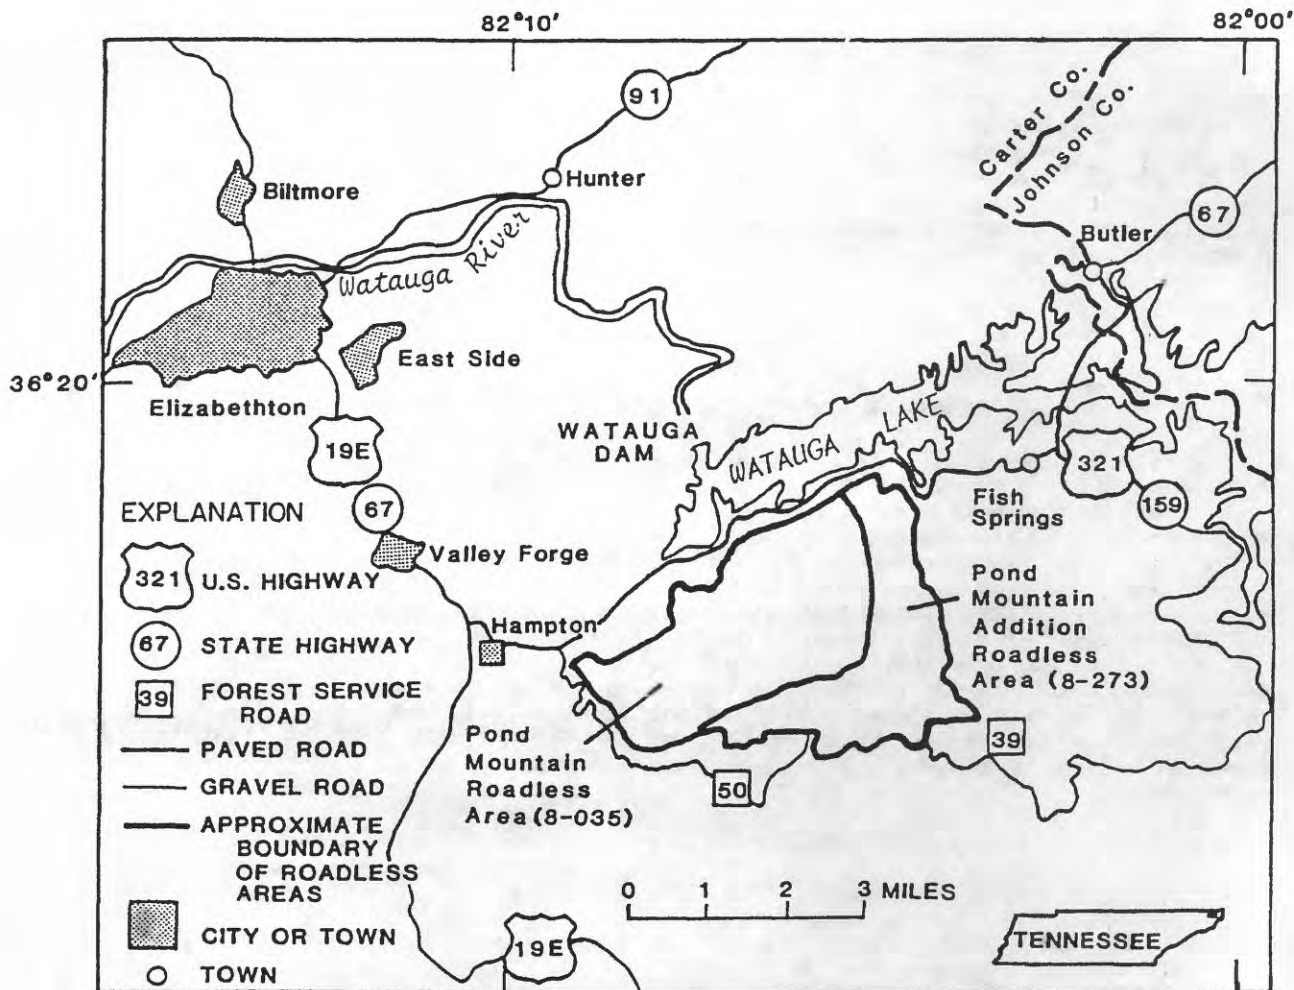 82°10'
82°00'
91
Carter Co.
Johnson Co.
Hunter
Biltmore
67
Butler
Watauga River
East Side
36°20'
Elizabethton
WATAUGA
DAM
WATAUGA LAKE
19E
321
Fish
Springs
159
67
Valley Forge
EXPLANATION
321 U.S. HIGHWAY
67 STATE HIGHWAY
39 FOREST SERVICE
ROAD
PAVED ROAD
GRAVEL ROAD
APPROXIMATE
BOUNDARY
OF ROADLESS
AREAS
CITY OR TOWN
TOWN
Hampton
Pond
Mountain
Addition
Roadless
Area (8-273)
Pond
Mountain
Roadless
Area (8-035)
39
50
0 1 2 3 MILES
19E
TENNESSEE